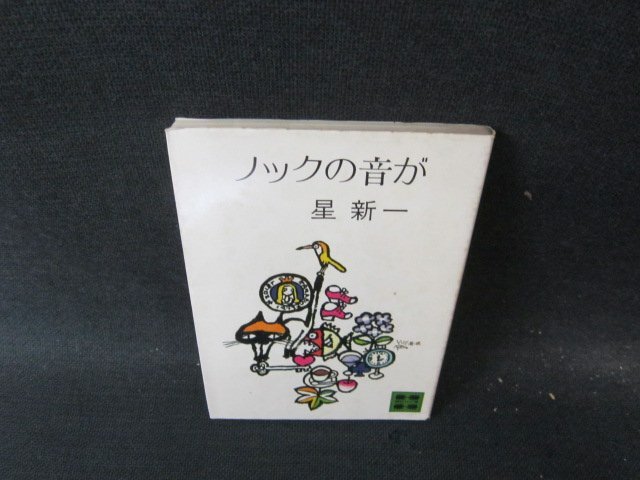 ノックの音が
星 新一